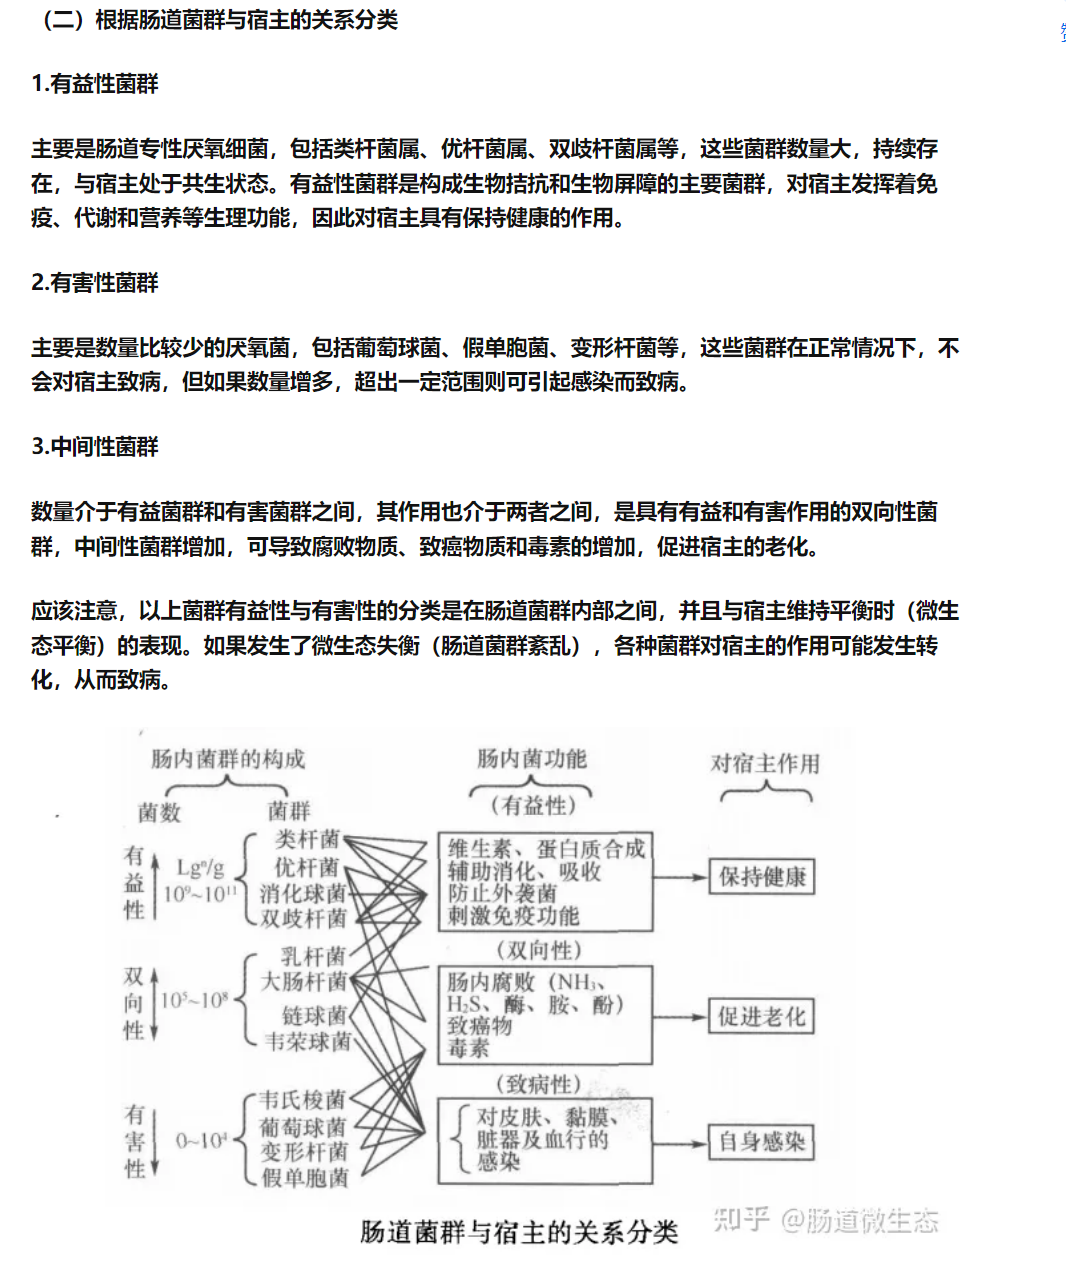 （二）根据肠道菌群与宿主的关系分类
1.有益性菌群
主要是肠道专性厌氧细菌，包括类杆菌属、优杆菌属、双歧杆菌属等，这些菌群数量大，持续存
在，与宿主处于共生状态。有益性菌群是构成生物拮抗和生物屏障的主要菌群，对宿主发挥着免
疫、代谢和营养等生理功能，因此对宿主具有保持健康的作用。
2.有害性菌群
主要是数量比较少的厌氧菌，包括葡萄球菌、假单胞菌、变形杆菌等，这些菌群在正常情况下，不
会对宿主致病，但如果数量增多，超出一定范围则可引起感染而致病。
3.中间性菌群
数量介于有益菌群和有害菌群之间，其作用也介于两者之间，是具有有益和有害作用的双向性菌
群，中间性菌群增加，可导致腐败物质、致癌物质和毒素的增加，促进宿主的老化。
应该注意，以上菌群有益性与有害性的分类是在肠道菌群内部之间，并且与宿主维持平衡时（微生
态平衡）的表现。如果发生了微生态失衡（肠道菌群紊乱），各种菌群对宿主的作用可能发生转
化，从而致病。
肠内菌群的构成
菌数
菌群
有益性
Lgⁿ/g
10⁹~10¹¹
类杆菌
优杆菌
消化球菌
双歧杆菌
双向性
10⁵~10⁸
乳杆菌
大肠杆菌
链球菌
韦荣球菌
有害性
0~10⁴
韦氏梭菌
葡萄球菌
变形杆菌
假单胞菌
肠内菌功能
(有益性)
维生素、蛋白质合成
辅助消化、吸收
防止外袭菌
刺激免疫功能
(双向性)
肠内腐败（NH₃、
H₂S、酶、胺、酚）
致癌物
毒素
(致病性)
对皮肤、黏膜、
脏器及血行的
感染
对宿主作用
保持健康
促进老化
自身感染
肠道菌群与宿主的关系分类
知乎 @肠道微生态